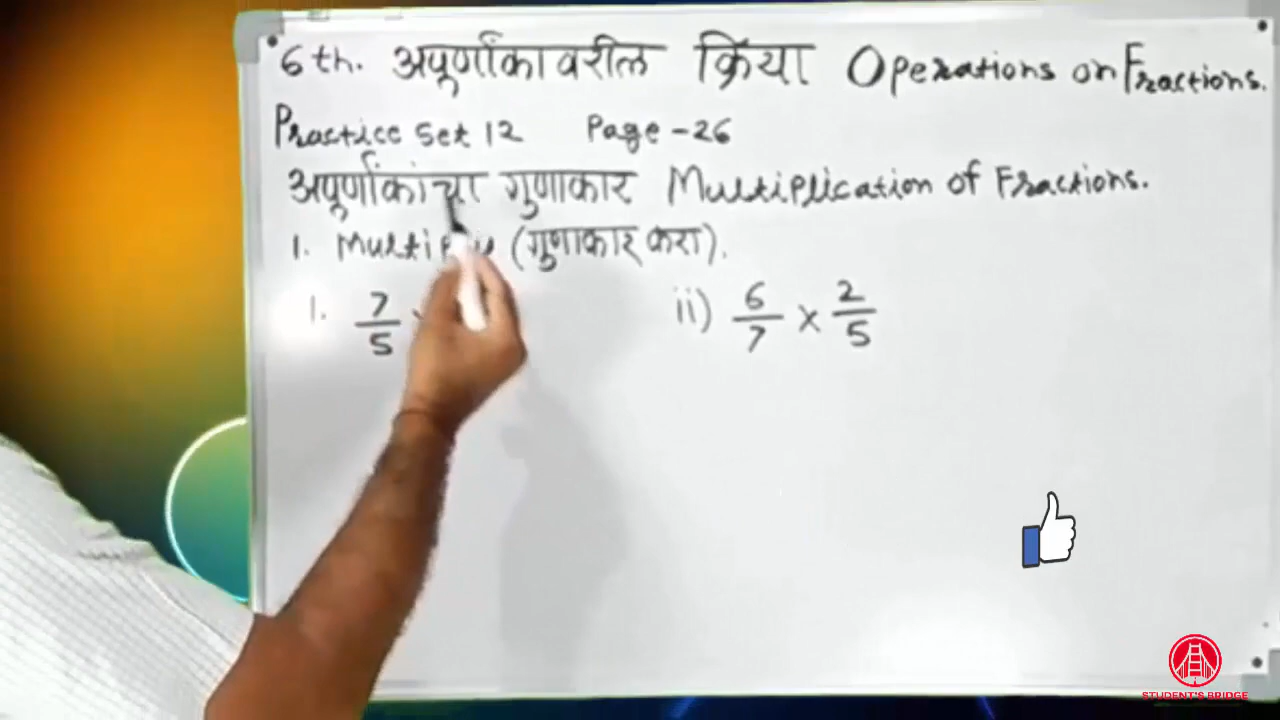 6th. अपूर्णांकावरील क्रिया Operations on Fractions.
Practice Set 12 Page - 26
अपूर्णांकांचा गुणाकार Multiplication of Fractions.
1. (गुणाकार करा).
1. 7/5 ii) 6/7 × 2/5
STUDENT'S BRIDGE